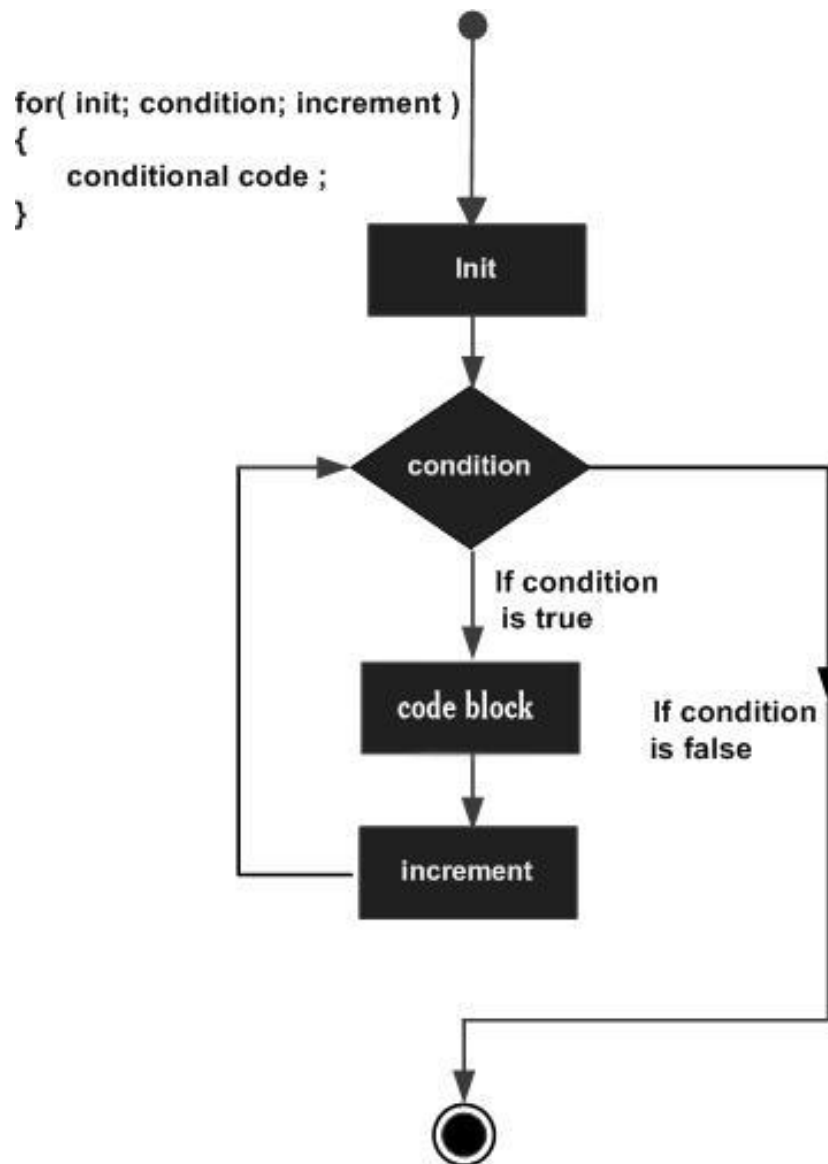 for( init; condition; increment )
{
conditional code ;
}
Init
condition
If condition
is true
code block
If condition
is false
increment